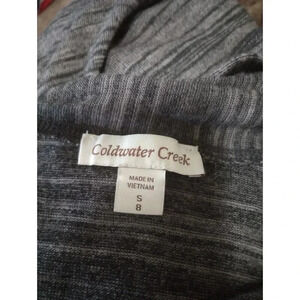 Coldwater Creek
MADE IN
VIETNAM
S
8